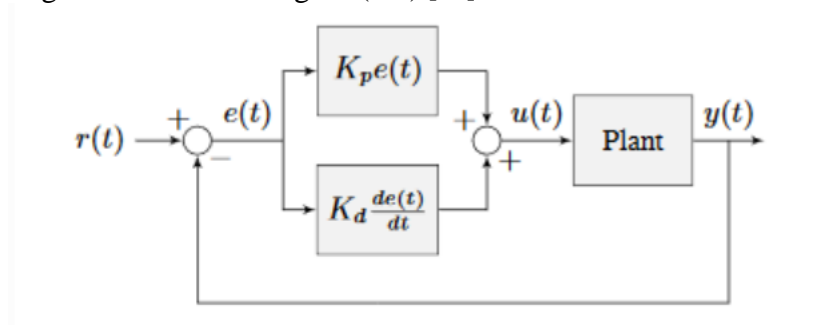 K_p e(t)
+ e(t)
r(t)
−
+ u(t)
+
Plant
y(t)
K_d de(t)/dt